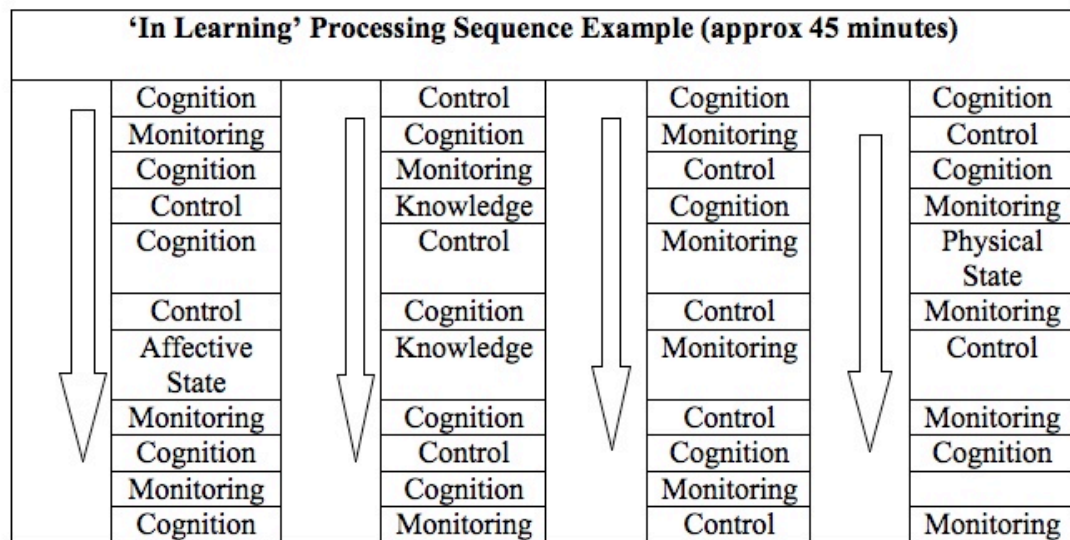 ‘In Learning’ Processing Sequence Example (approx 45 minutes)
Cognition Control Cognition Cognition
Monitoring Cognition Monitoring Control
Cognition Monitoring Control Cognition
Control Knowledge Cognition Monitoring
Cognition Control Monitoring Physical
State
Control Cognition Control Monitoring
Affective Knowledge Monitoring Control
State
Monitoring Cognition Control Monitoring
Cognition Control Cognition Cognition
Monitoring Cognition Monitoring
Cognition Monitoring Control Monitoring